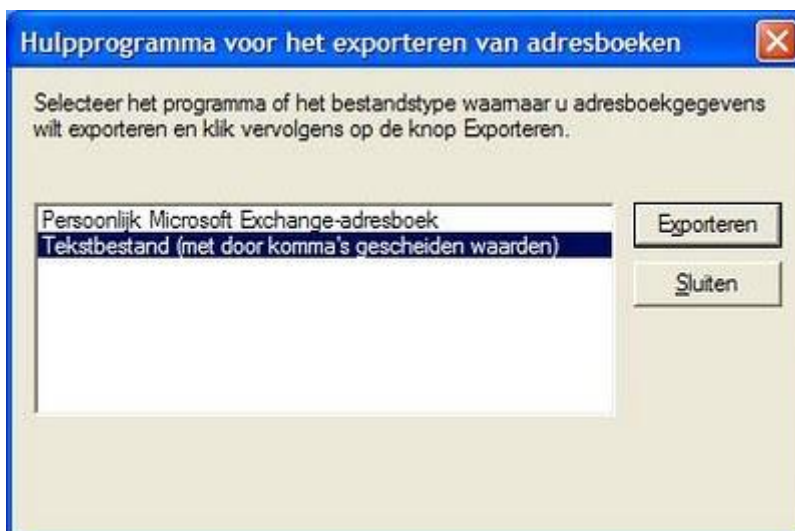 Hulpprogramma voor het exporteren van adresboeken
Selecteer het programma of het bestandstype waarnaar u adresboekgegevens
wilt exporteren en klik vervolgens op de knop Exporteren.
Persoonlijk Microsoft Exchange-adresboek
Tekstbestand (met door komma's gescheiden waarden)
Exporteren
Sluiten